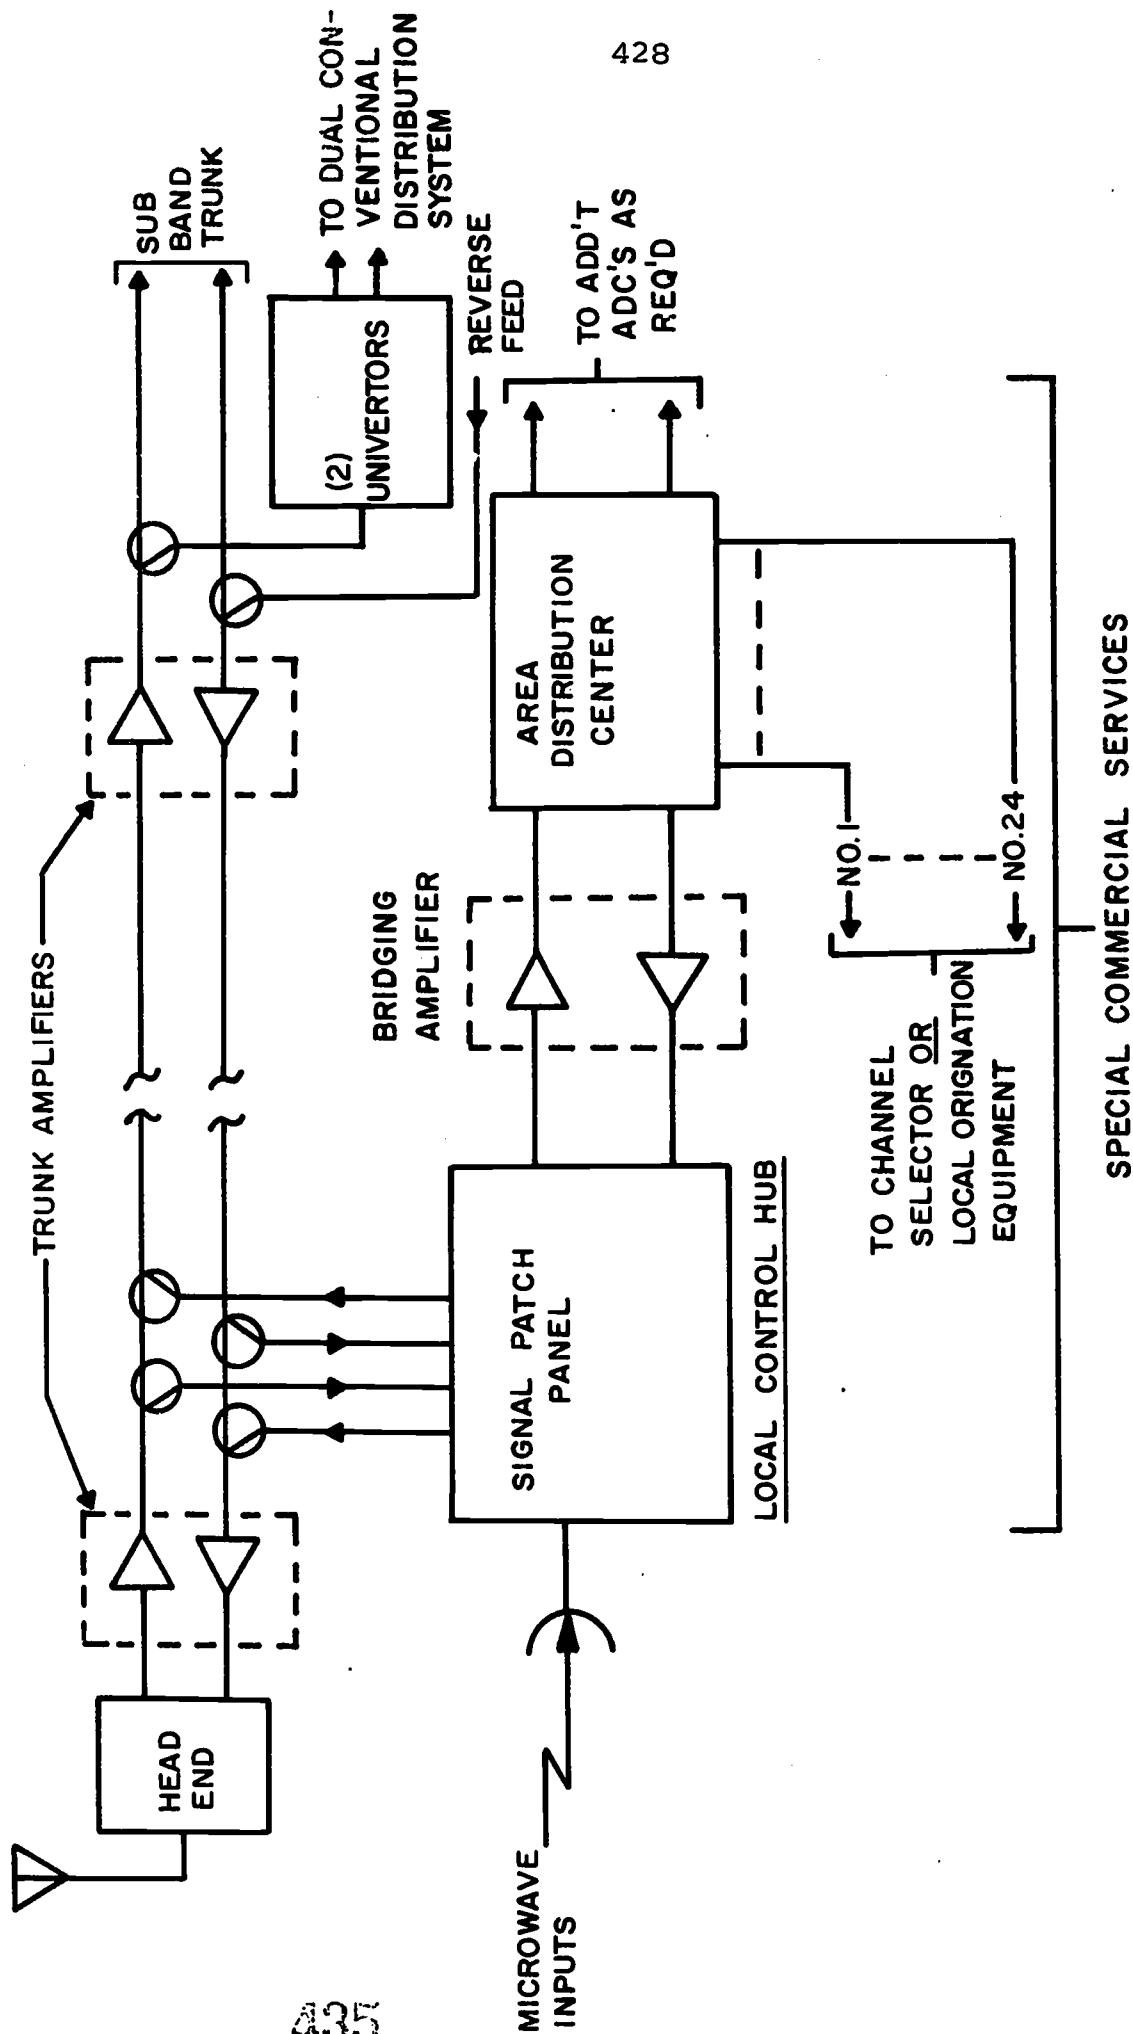 428
TRUNK AMPLIFIERS
SUB
BAND
TRUNK
TO DUAL CON-
VENTIONAL
DISTRIBUTION
SYSTEM
HEAD
END
(2)
UNIVERTORS
REVERSE
FEED
BRIDGING
AMPLIFIER
TO ADD'T
ADC'S AS
REQ'D
MICROWAVE
INPUTS
SIGNAL PATCH
PANEL
AREA
DISTRIBUTION
CENTER
LOCAL CONTROL HUB
NO.1
NO.24
TO CHANNEL
SELECTOR OR
LOCAL ORIGNATION
EQUIPMENT
SPECIAL COMMERCIAL SERVICES
435